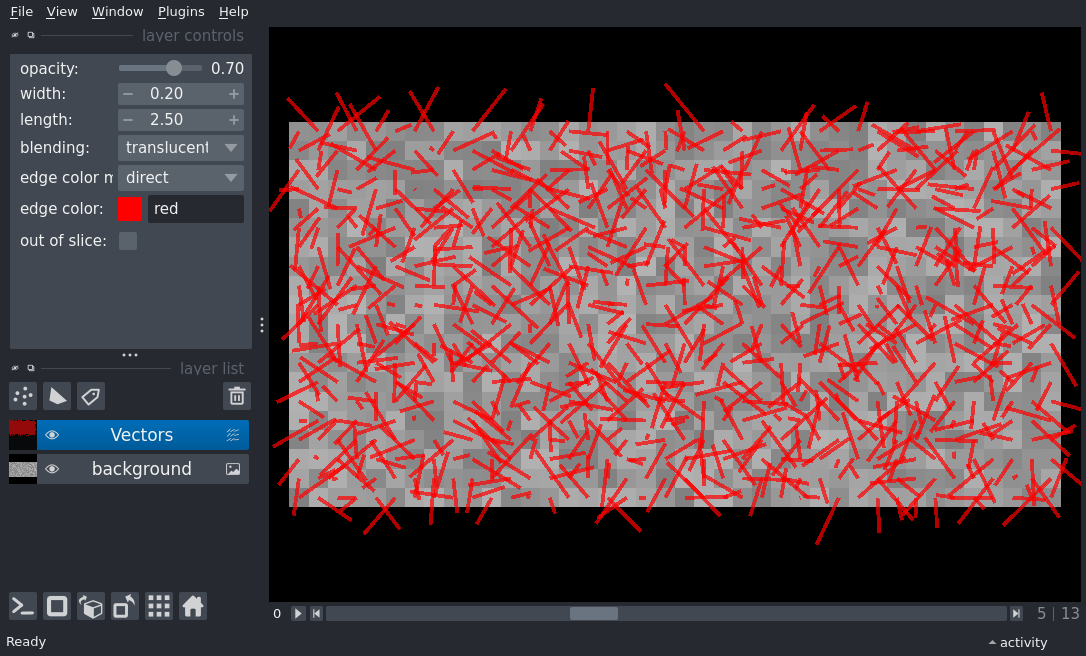 File View Window Plugins Help
layer controls
opacity: 0.70
width: − 0.20 +
length: − 2.50 +
blending: translucent
edge color m direct
edge color: red
out of slice:
layer list
Vectors
background
0 5 | 13
Ready activity